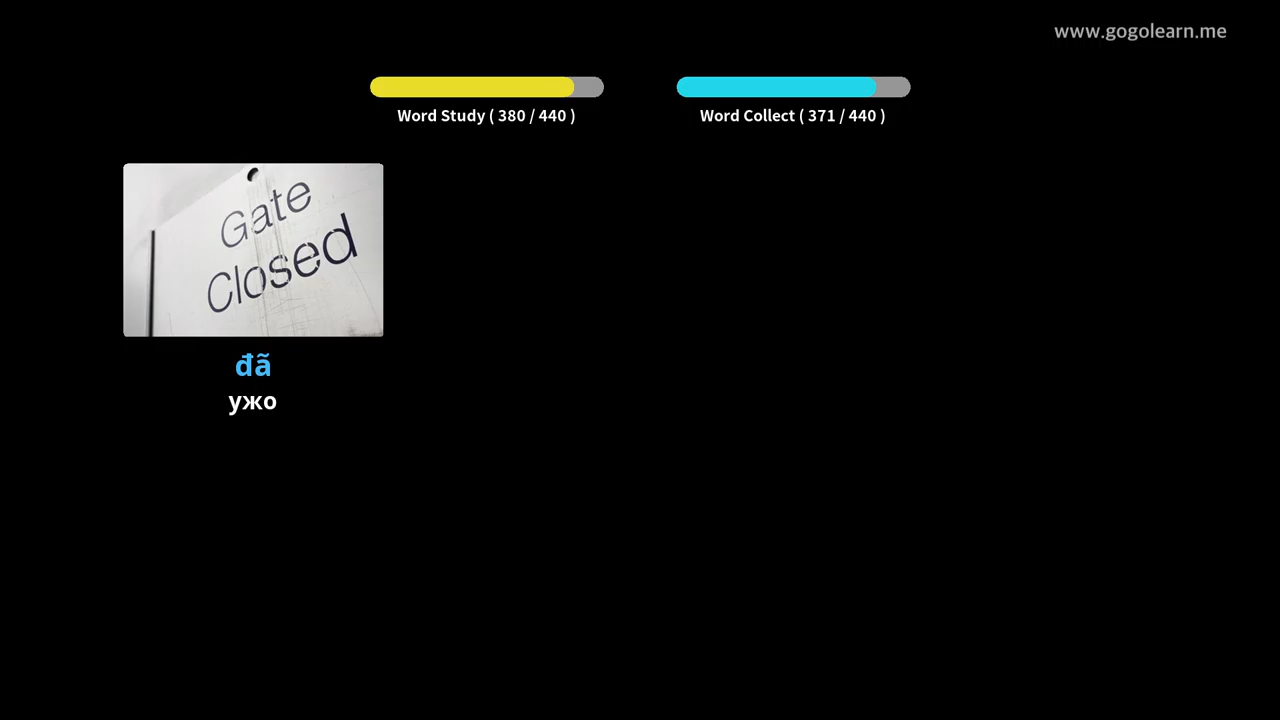 www.gogolearn.me
Word Study ( 380 / 440 )
Word Collect ( 371 / 440 )
Gate
Closed
đã
ужо